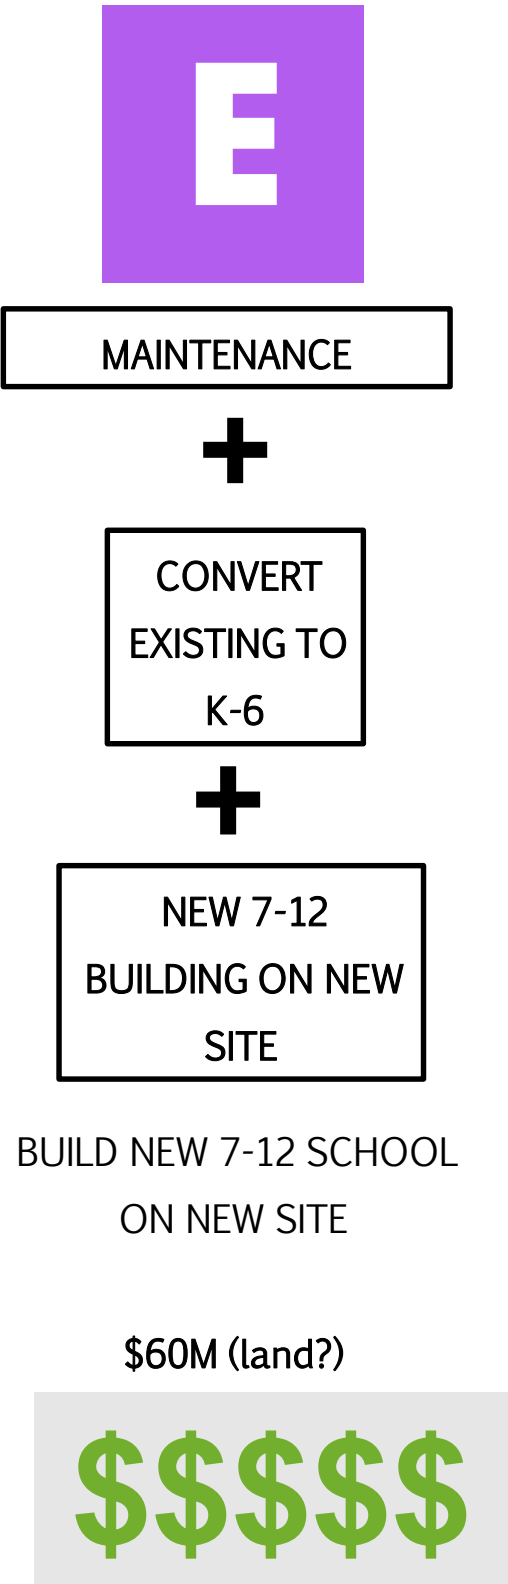 E
MAINTENANCE
+
CONVERT
EXISTING TO
K-6
+
NEW 7-12
BUILDING ON NEW
SITE
BUILD NEW 7-12 SCHOOL
ON NEW SITE
$60M (land?)
$$$$$